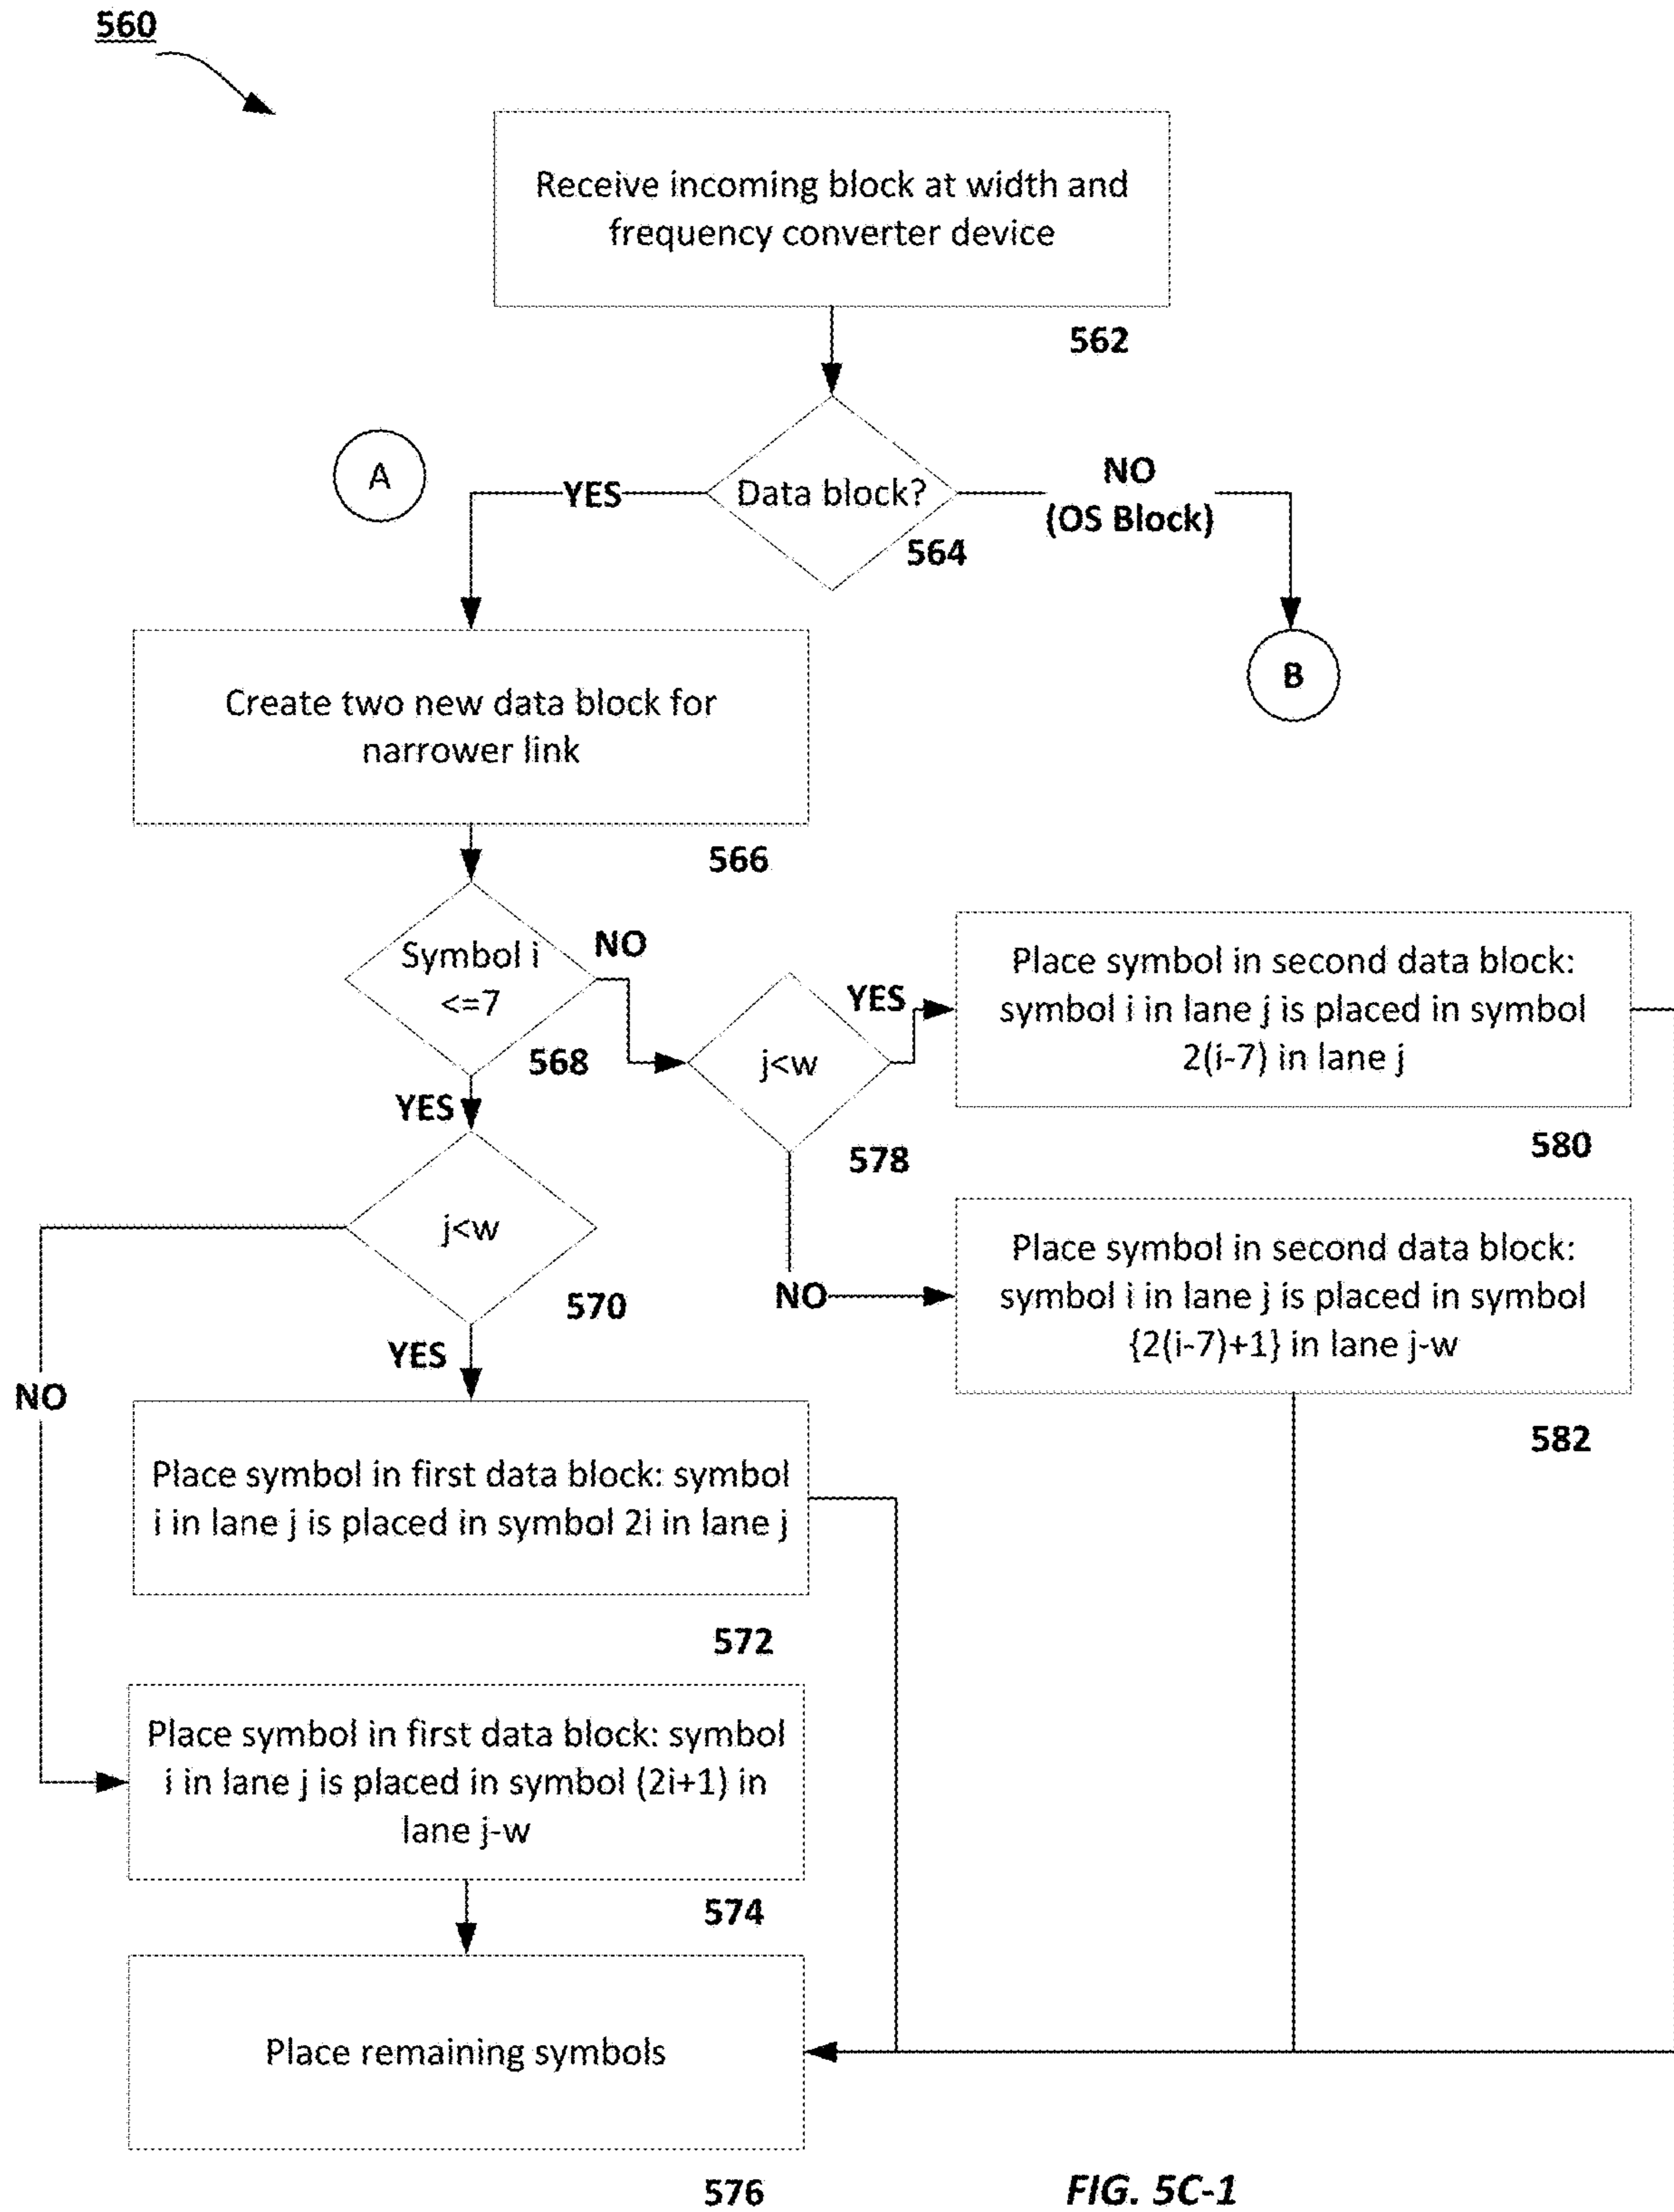 560
Receive incoming block at width and
frequency converter device
562
A
YES
Data block?
NO
(OS Block)
564
B
Create two new data block for
narrower link
566
Symbol i
<=7
NO
568
YES
j<w
YES
578
NO
Place symbol in second data block:
symbol i in lane j is placed in symbol
2(i-7) in lane j
580
Place symbol in second data block:
symbol i in lane j is placed in symbol
{2(i-7)+1} in lane j-w
582
j<w
570
YES
NO
Place symbol in first data block: symbol
i in lane j is placed in symbol 2i in lane j
572
Place symbol in first data block: symbol
i in lane j is placed in symbol (2i+1) in
lane j-w
574
Place remaining symbols
576
FIG. 5C-1